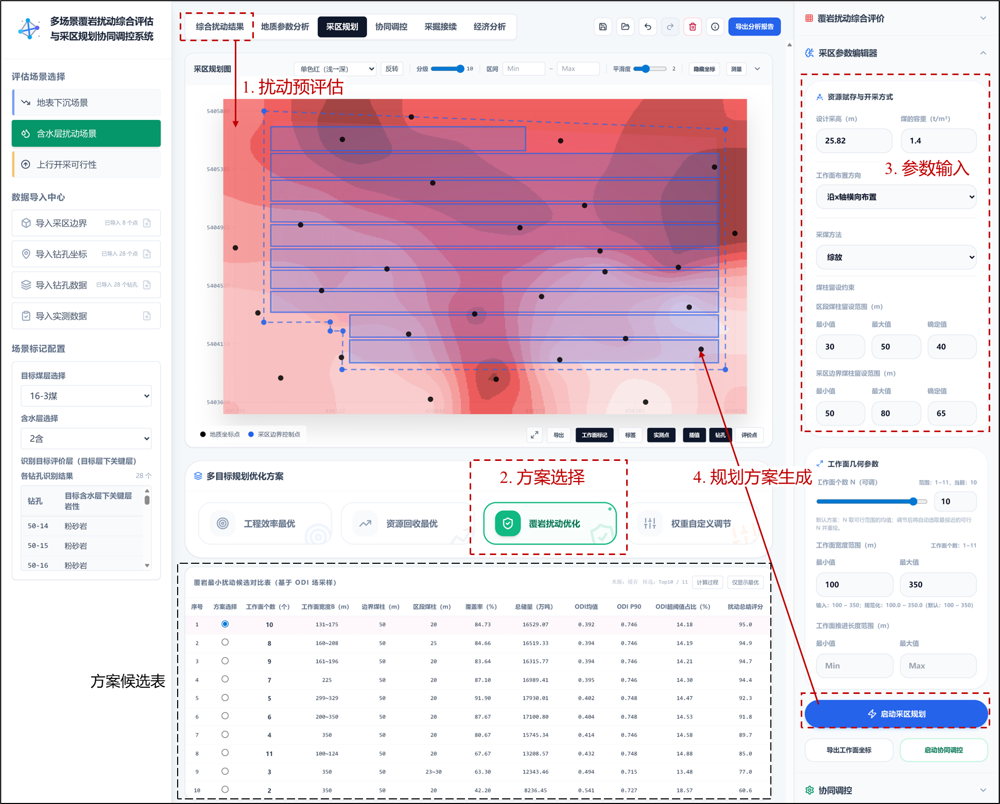 多场景覆岩扰动综合评估
与采区规划协同调控系统
评估场景选择
地表下沉场景
含水层扰动场景
上行开采可行性
数据导入中心
导入采区边界 已导入 8 个点
导入钻孔坐标 已导入 28 个点
导入钻孔数据 已导入 28 个钻孔
导入实测数据
场景标记配置
目标煤层选择
16-3煤
含水层选择
2含
识别目标评价层（目标层下关键层）
各钻孔识别结果 28 个
钻孔 目标含水层下关键层岩性
50-14 粉砂岩
50-15 粉砂岩
50-16 粉砂岩
方案候选表
综合扰动结果 地质参数分析 采区规划 协同调控 采掘接续 经济分析
导出分析报告
采区规划图 单色红（浅→深） 反转 分级 10 区间 Min ~ Max 平滑度 2 隐藏坐标 测量
1. 扰动预评估
5405809
5405385
5404961
5404537
5404114
5403690
495395 496122 496848 497575 498301 499028
地质坐标点 采区边界控制点
导出 工作面标记 标签 实测点 插值 钻孔 评价点
多目标规划优化方案
2. 方案选择
4. 规划方案生成
工程效率最优 资源回收最优 覆岩扰动优化 权重自定义调节
覆岩最小扰动候选对比表（基于 ODI 场采样）
来源：缓存 候选：Top10 / 11 计算过程 仅显示最优
序号 方案选择 工作面个数（个） 工作面宽度B（m） 边界煤柱（m） 区段煤柱（m） 覆盖率（%） 总储量（万吨） ODI均值 ODI P90 ODI超阈值占比（%） 扰动总结评分
1 10 131~175 50 20 84.73 16529.07 0.392 0.746 14.18 95.0
2 8 160~208 50 25 84.66 16519.33 0.394 0.746 14.19 94.9
3 9 161~196 50 20 83.64 16315.77 0.394 0.746 14.21 94.7
4 7 225 50 20 87.10 16989.41 0.395 0.746 14.30 94.4
5 5 299~329 50 20 91.90 17930.01 0.402 0.748 14.47 92.3
6 6 200~350 50 20 87.67 17100.80 0.404 0.748 14.53 91.8
7 4 350 50 20 80.67 15745.34 0.414 0.746 14.58 89.7
8 11 100~124 50 20 67.67 13208.57 0.432 0.748 14.88 85.0
9 3 350 50 23~30 63.30 12343.46 0.494 0.715 13.48 77.0
10 2 350 50 20 42.20 8236.45 0.541 0.727 18.57 60.6
覆岩扰动综合评价
采区参数编辑器
资源赋存与开采方式
设计采高（m） 煤的容重（t/m³）
25.82 1.4
3. 参数输入
工作面布置方向
沿x轴横向布置
采煤方法
综放
煤柱留设约束
区段煤柱留设范围（m）
最小值 最大值 确定值
30 50 40
采区边界煤柱留设范围（m）
最小值 最大值 确定值
50 80 65
工作面几何参数
工作面个数 N（可调） 范围：1~11，当前：10
10
默认方案：N 取可行范围的均值；调节后将自动选取最接近的可行
N 并重绘。
工作面宽度范围（m） 工作面个数：1~11
最小值 最大值
100 350
输入：100 ~ 350；规范化：100.0 ~ 350.0（默认：100 ~ 350）
工作面推进长度范围（m）
最小值 最大值
Min Max
启动采区规划
导出工作面坐标 启动协同调控
协同调控